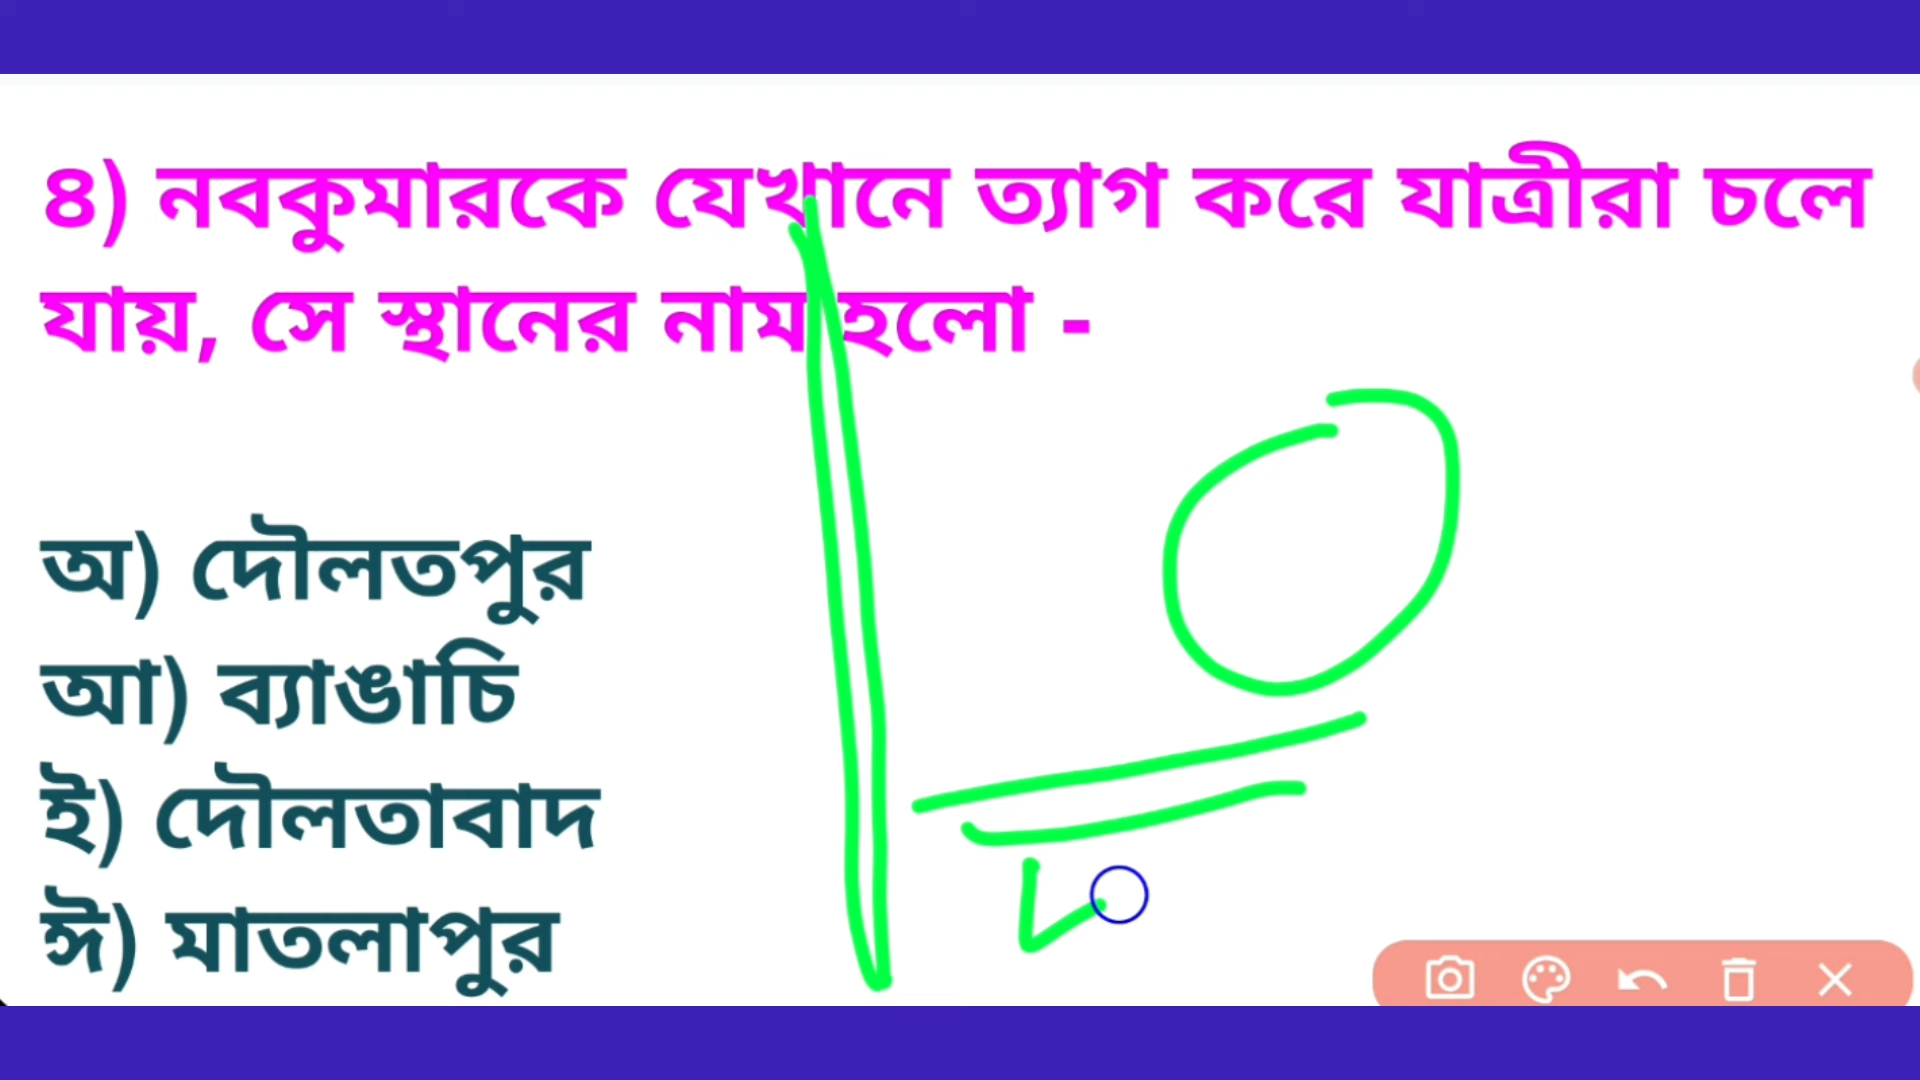 ৪) নবকুমারকে যেখানে ত্যাগ করে যাত্রীরা চলে
যায়, সে স্থানের নাম হলো -
অ) দৌলতপুর
আ) ব্যাঙাচি
ই) দৌলতাবাদ
ঈ) মাতলাপুর